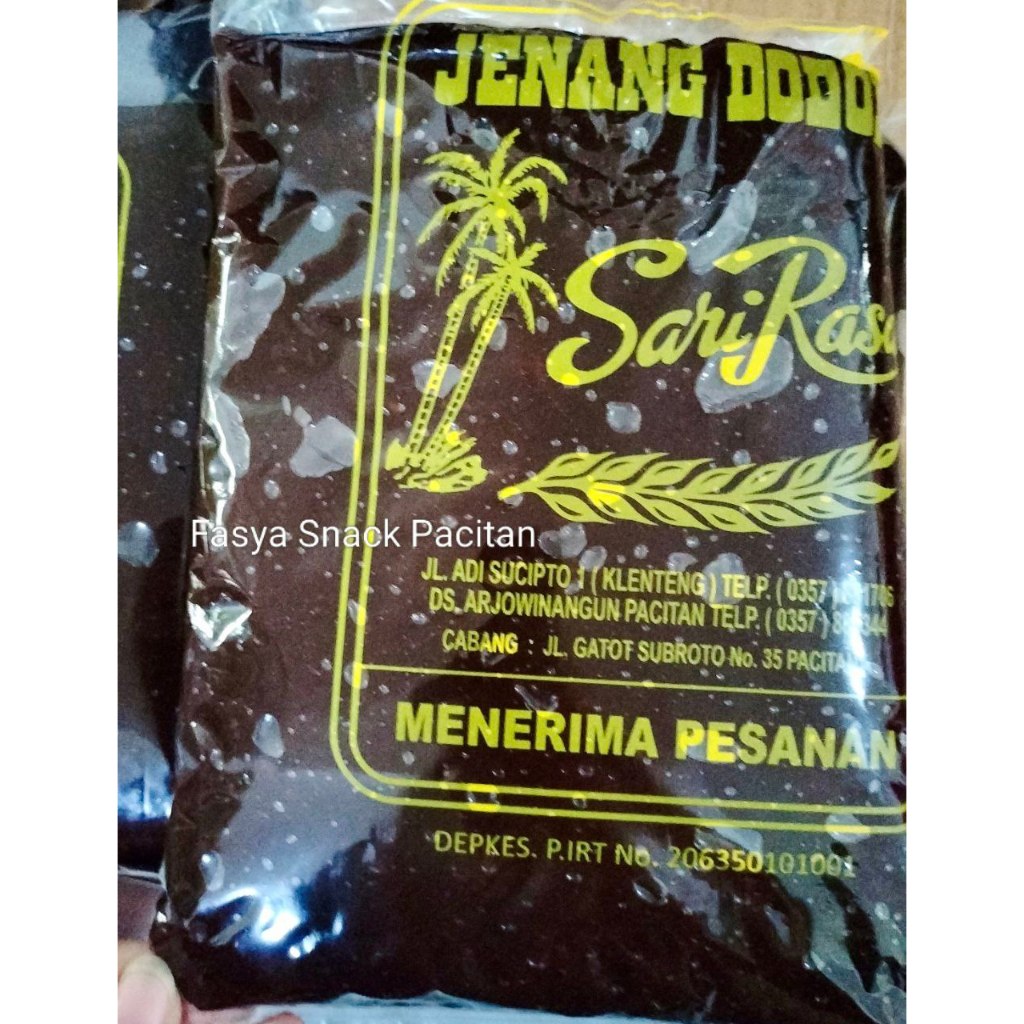 JENANG DODO
Sari Rasa
Fasya Snack Pacitan
JL. ADI SUCIPTO 1 ( KLENTENG ) TELP. ( 0357 )
DS. ARJOWINANGUN PACITAN TELP. ( 0357 )
CABANG : JL. GATOT SUBROTO No. 35 PACITA
MENERIMA PESANAN
DEPKES. P.IRT No. 206350101001